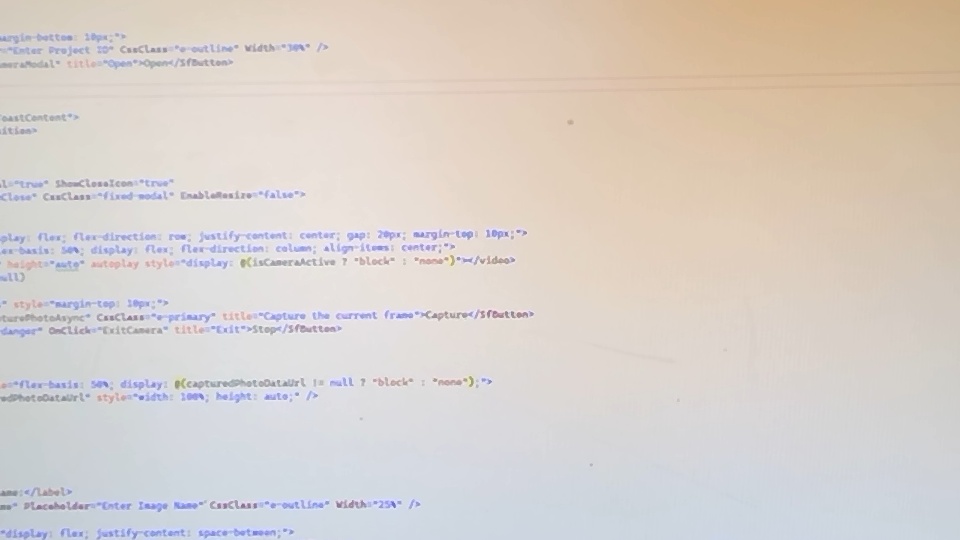 margin-bottom: 10px;">
="Enter Project ID" CssClass="e-outline" Width="30%" />
ameraModal" title="Open">Open</SfButton>
oastContent">
ition>
l="true" ShowCloseIcon="true"
Close" CssClass="fixed-modal" EnableResize="false">
splay: flex; flex-direction: row; justify-content: center; gap: 20px; margin-top: 10px;">
ex-basis: 50%; display: flex; flex-direction: column; align-items: center;">
" height="auto" autoplay style="display: @(isCameraActive ? "block" : "none")"></video>
ull)
" style="margin-top: 10px;">
turePhotoAsync" CssClass="e-primary" title="Capture the current frame">Capture</SfButton>
danger" OnClick="ExitCamera" title="Exit">Stop</SfButton>
le="flex-basis: 50%; display: @(capturedPhotoDataUrl != null ? "block" : "none");">
edPhotoDataUrl" style="width: 100%; height: auto;" />
ame:</label>
me" Placeholder="Enter Image Name" CssClass="e-outline" Width="25%" />
"display: flex; justify-content: space-between;">